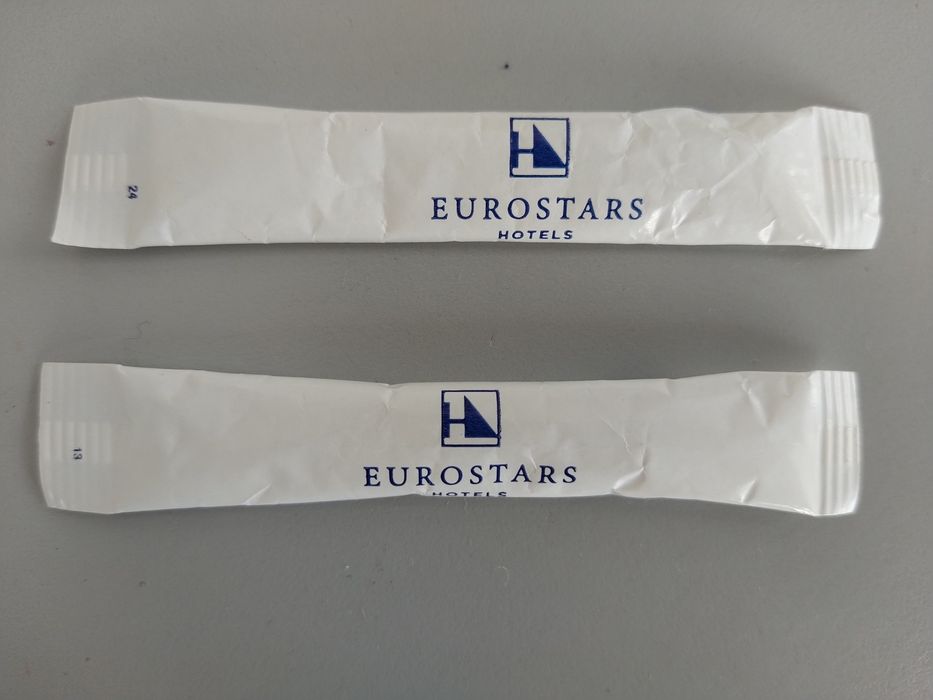 H
EUROSTARS
HOTELS
24
H
EUROSTARS
HOTELS
13